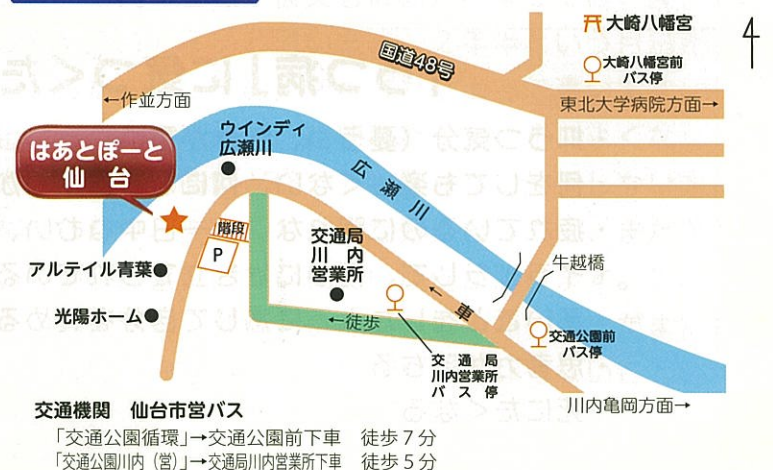 大崎八幡宮
国道48号
大崎八幡宮前
バス停
←作並方面
東北大学病院方面→
ウインディ
広瀬川
はあとぽーと
仙台
広瀬川
階段
P
交通局
川内
営業所
牛越橋
アルテイル青葉
光陽ホーム
←車
←徒歩
交通公園前
バス停
交通局
川内営業所
バス停
川内亀岡方面→
交通機関 仙台市営バス
「交通公園循環」→交通公園前下車 徒歩7分
「交通公園川内(営)」→交通局川内営業所下車 徒歩5分